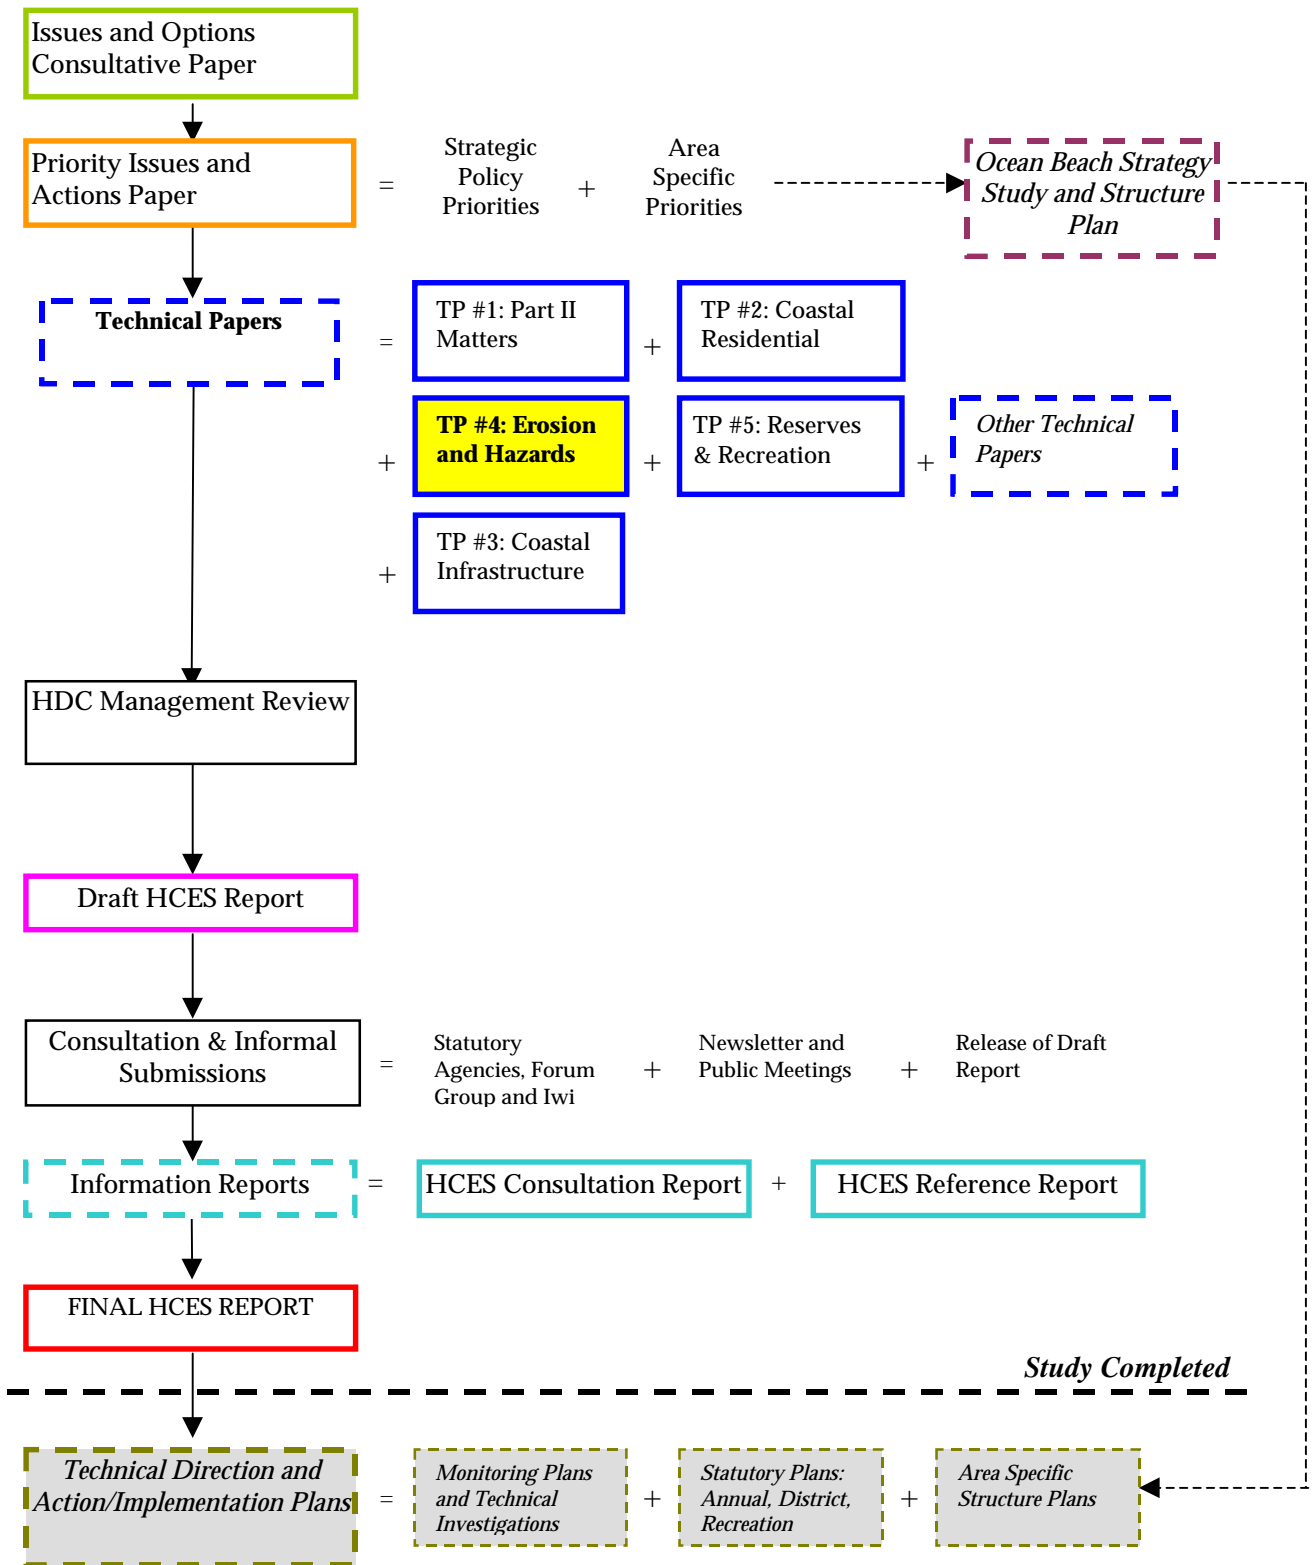 Issues and Options
Consultative Paper
Priority Issues and
Actions Paper
=
Strategic
Policy
Priorities
+
Area
Specific
Priorities
Ocean Beach Strategy
Study and Structure
Plan
Technical Papers
=
TP #1: Part II
Matters
+
TP #2: Coastal
Residential
+
TP #4: Erosion
and Hazards
+
TP #5: Reserves
& Recreation
+
Other Technical
Papers
+
TP #3: Coastal
Infrastructure
HDC Management Review
Draft HCES Report
Consultation & Informal
Submissions
=
Statutory
Agencies, Forum
Group and Iwi
+
Newsletter and
Public Meetings
+
Release of Draft
Report
Information Reports
=
HCES Consultation Report
+
HCES Reference Report
FINAL HCES REPORT
Study Completed
Technical Direction and
Action/Implementation Plans
=
Monitoring Plans
and Technical
Investigations
+
Statutory Plans:
Annual, District,
Recreation
+
Area Specific
Structure Plans